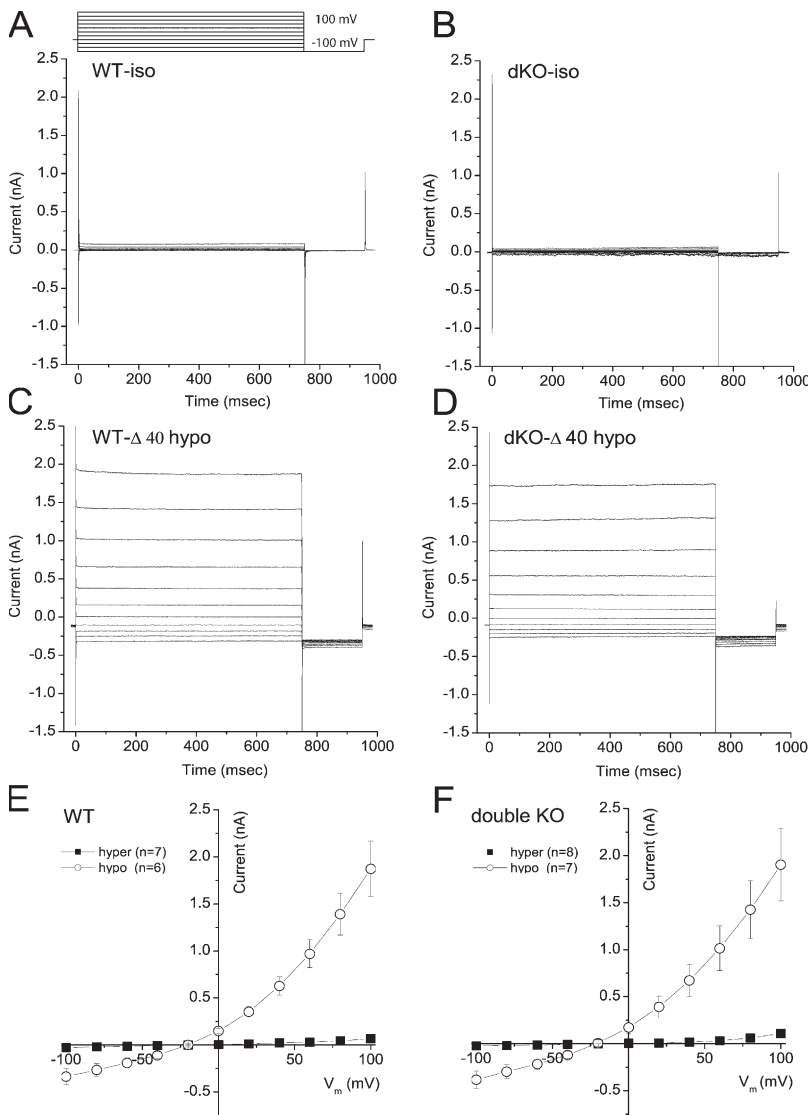 A
100 mV
-100 mV
WT-iso
2.5
2.0
1.5
1.0
0.5
0.0
-0.5
-1.0
-1.5
Current (nA)
0 200 400 600 800 1000
Time (msec)
B
dKO-iso
2.5
2.0
1.5
1.0
0.5
0.0
-0.5
-1.0
-1.5
Current (nA)
0 200 400 600 800 1000
Time (msec)
C
WT-Δ 40 hypo
2.5
2.0
1.5
1.0
0.5
0.0
-0.5
-1.0
-1.5
Current (nA)
0 200 400 600 800 1000
Time (msec)
D
dKO-Δ 40 hypo
2.5
2.0
1.5
1.0
0.5
0.0
-0.5
-1.0
-1.5
Current (nA)
0 200 400 600 800 1000
Time (msec)
E
WT
hyper (n=7)
hypo (n=6)
Current (nA)
2.5
2.0
1.5
1.0
0.5
-0.5
-100 -50 50 100
Vm (mV)
F
double KO
hyper (n=8)
hypo (n=7)
Current (nA)
2.5
2.0
1.5
1.0
0.5
-0.5
-100 -50 50 100
Vm (mV)